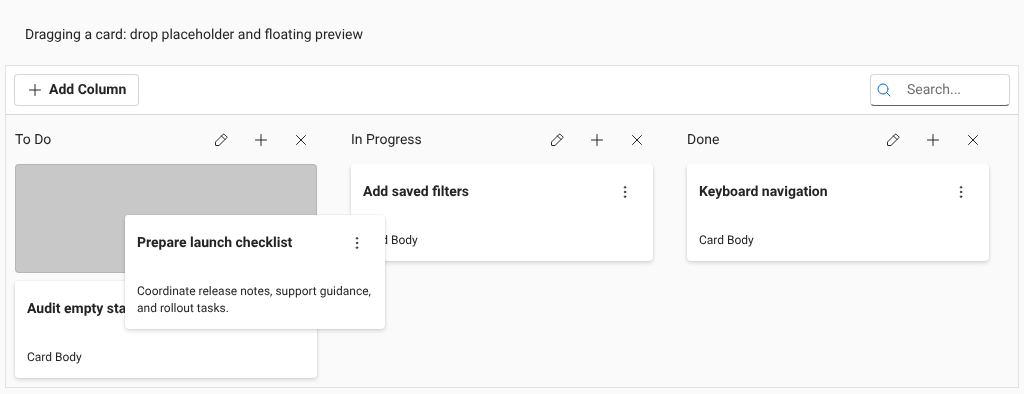 Dragging a card: drop placeholder and floating preview
Add Column
Search...
To Do
In Progress
Done
Prepare launch checklist
Coordinate release notes, support guidance,
and rollout tasks.
Audit empty
Card Body
Add saved filters
Body
Keyboard navigation
Card Body